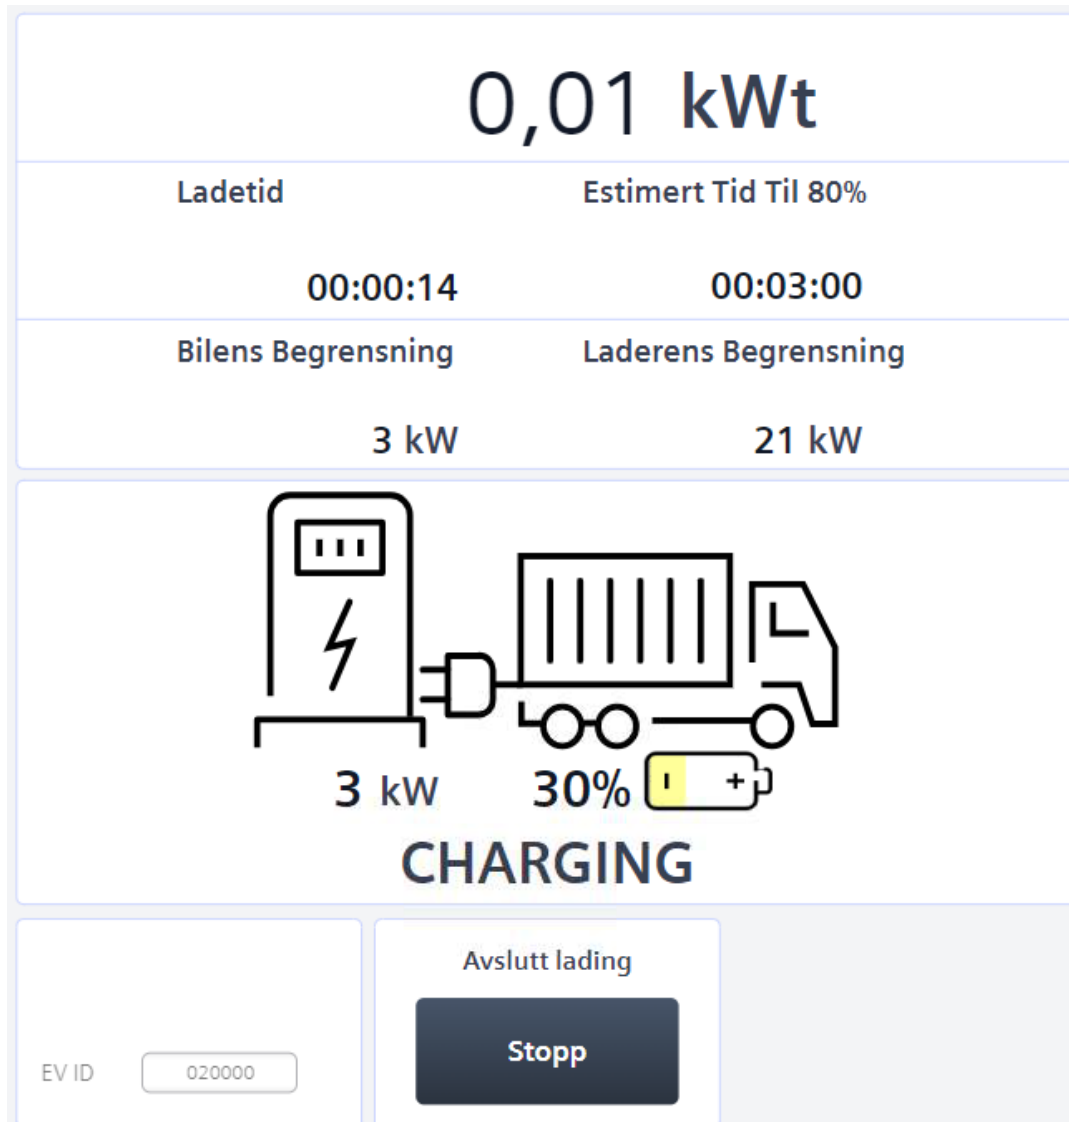 0,01 kWt
Ladetid Estimert Tid Til 80%
00:00:14 00:03:00
Bilens Begrensning Laderens Begrensning
3 kW 21 kW
3 kW 30%
CHARGING
Avslutt lading
Stopp
EV ID 020000